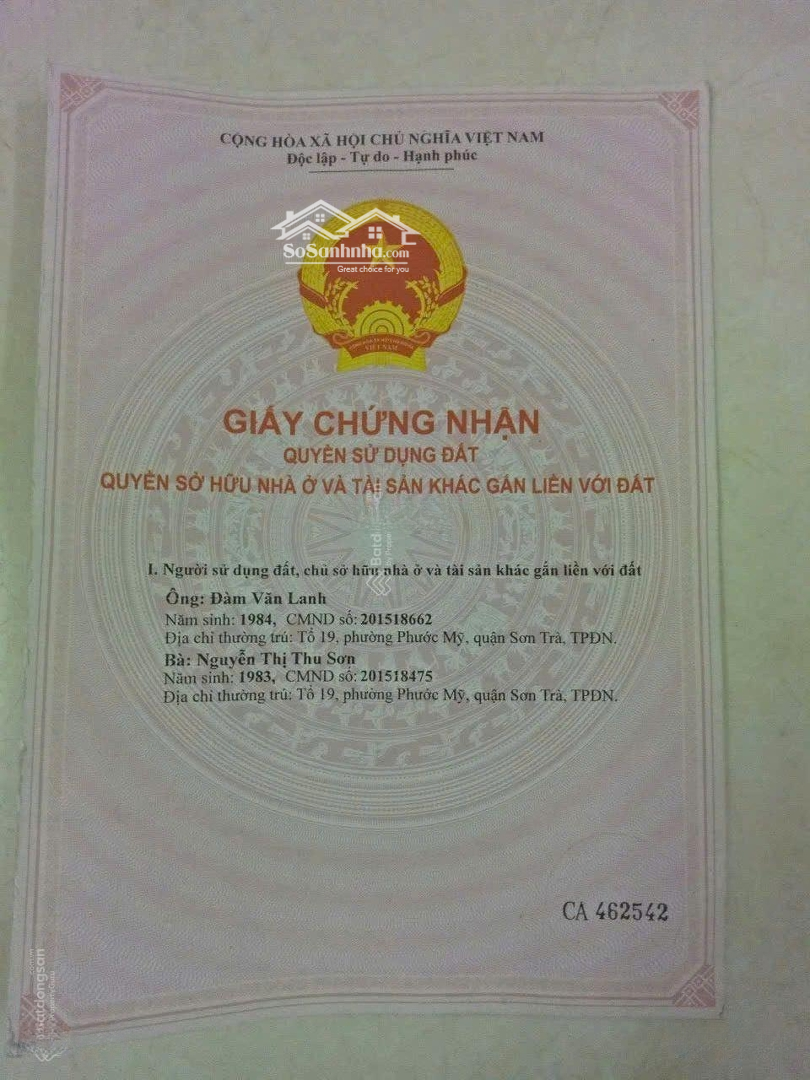 CỘNG HÒA XÃ HỘI CHỦ NGHĨA VIỆT NAM
Độc lập - Tự do - Hạnh phúc
SoSanhnha.com
Great choice for you
VIỆT NAM
GIẤY CHỨNG NHẬN
QUYỀN SỬ DỤNG ĐẤT
QUYỀN SỞ HỮU NHÀ Ở VÀ TÀI SẢN KHÁC GẮN LIỀN VỚI ĐẤT
I. Người sử dụng đất, chủ sở hữu nhà ở và tài sản khác gắn liền với đất
Ông: Đàm Văn Lanh
Năm sinh: 1984, CMND số: 201518662
Địa chỉ thường trú: Tổ 19, phường Phước Mỹ, quận Sơn Trà, TPĐN.
Bà: Nguyễn Thị Thu Sơn
Năm sinh: 1983, CMND số: 201518475
Địa chỉ thường trú: Tổ 19, phường Phước Mỹ, quận Sơn Trà, TPĐN.
CA 462542
batdongsan